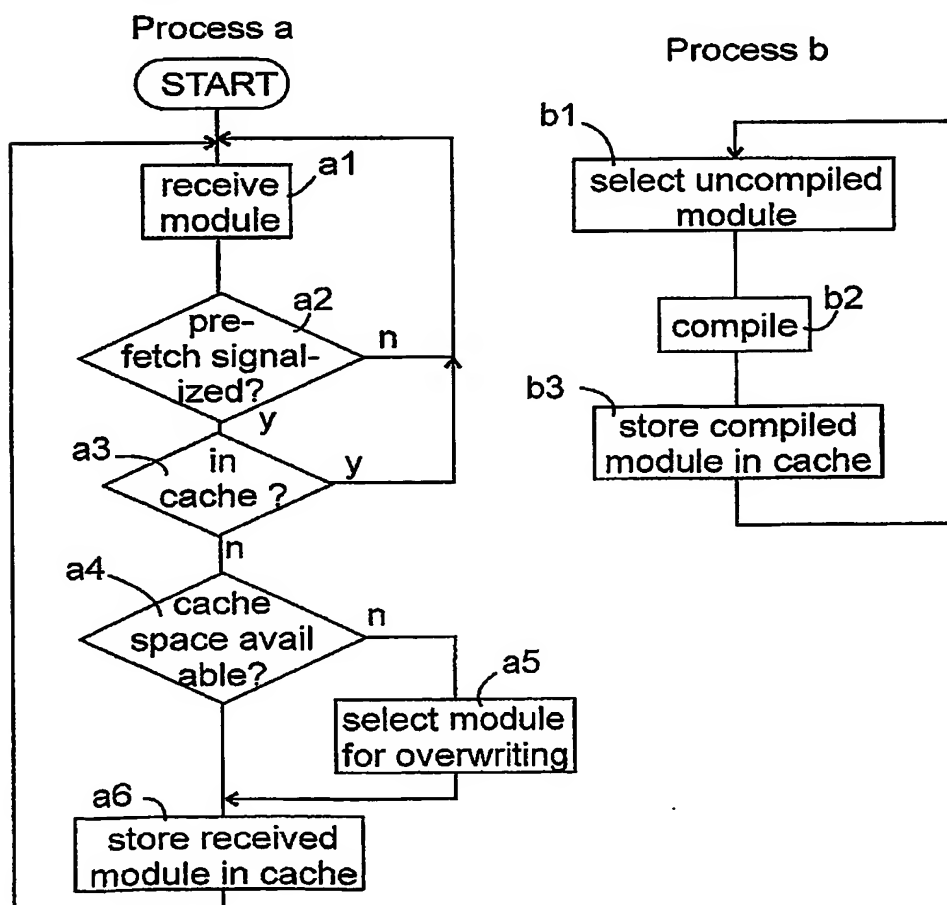 Process a
START
a1
receive
module
a2
pre-
fetch signal-
ized?
n
y
a3
in
cache ?
y
n
a4
cache
space avail
able?
n
a5
select module
for overwriting
a6
store received
module in cache
Process b
b1
select uncompiled
module
b2
compile
b3
store compiled
module in cache